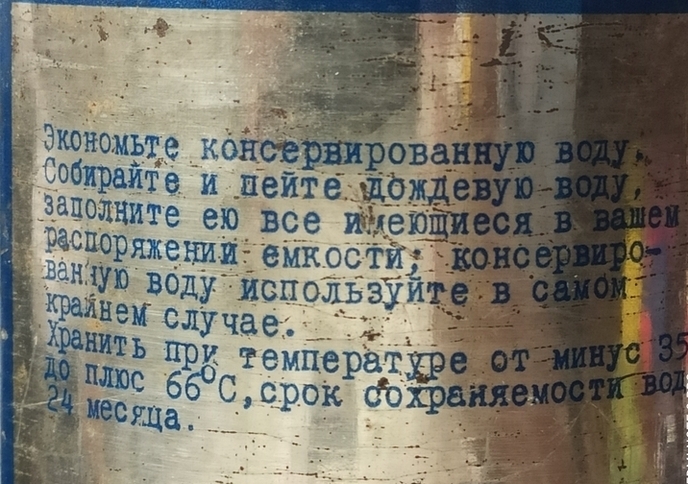 Экономьте консервированную воду.
Собирайте и пейте дождевую воду,
заполните ею все имеющиеся в вашем
распоряжении емкости; консервиро-
ванную воду используйте в самом
крайнем случае.
Хранить при температуре от минус 35
до плюс 66°C, срок сохраняемости вод
24 месяца.